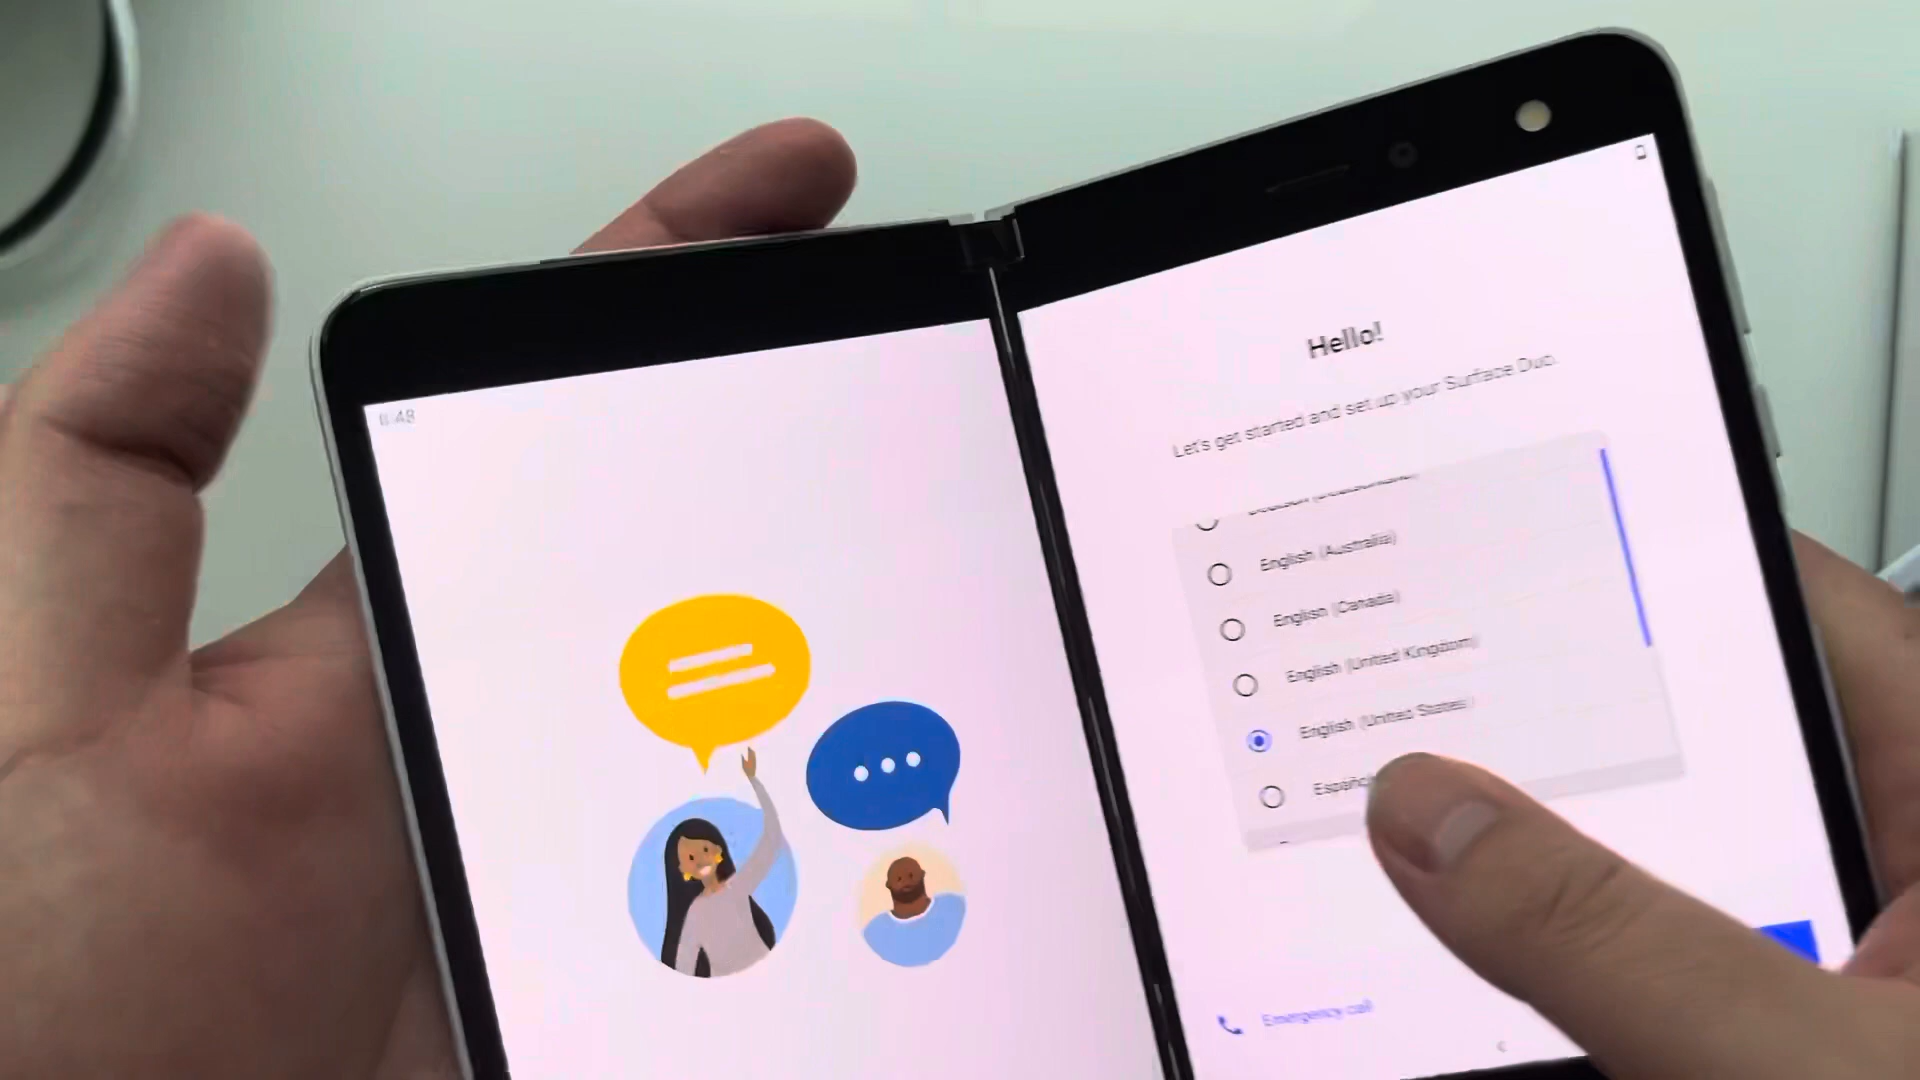 Hello!
Let's get started and set up your Surface Duo.
English (Australia)
English (Canada)
English (United Kingdom)
English (United States)
Emergency call